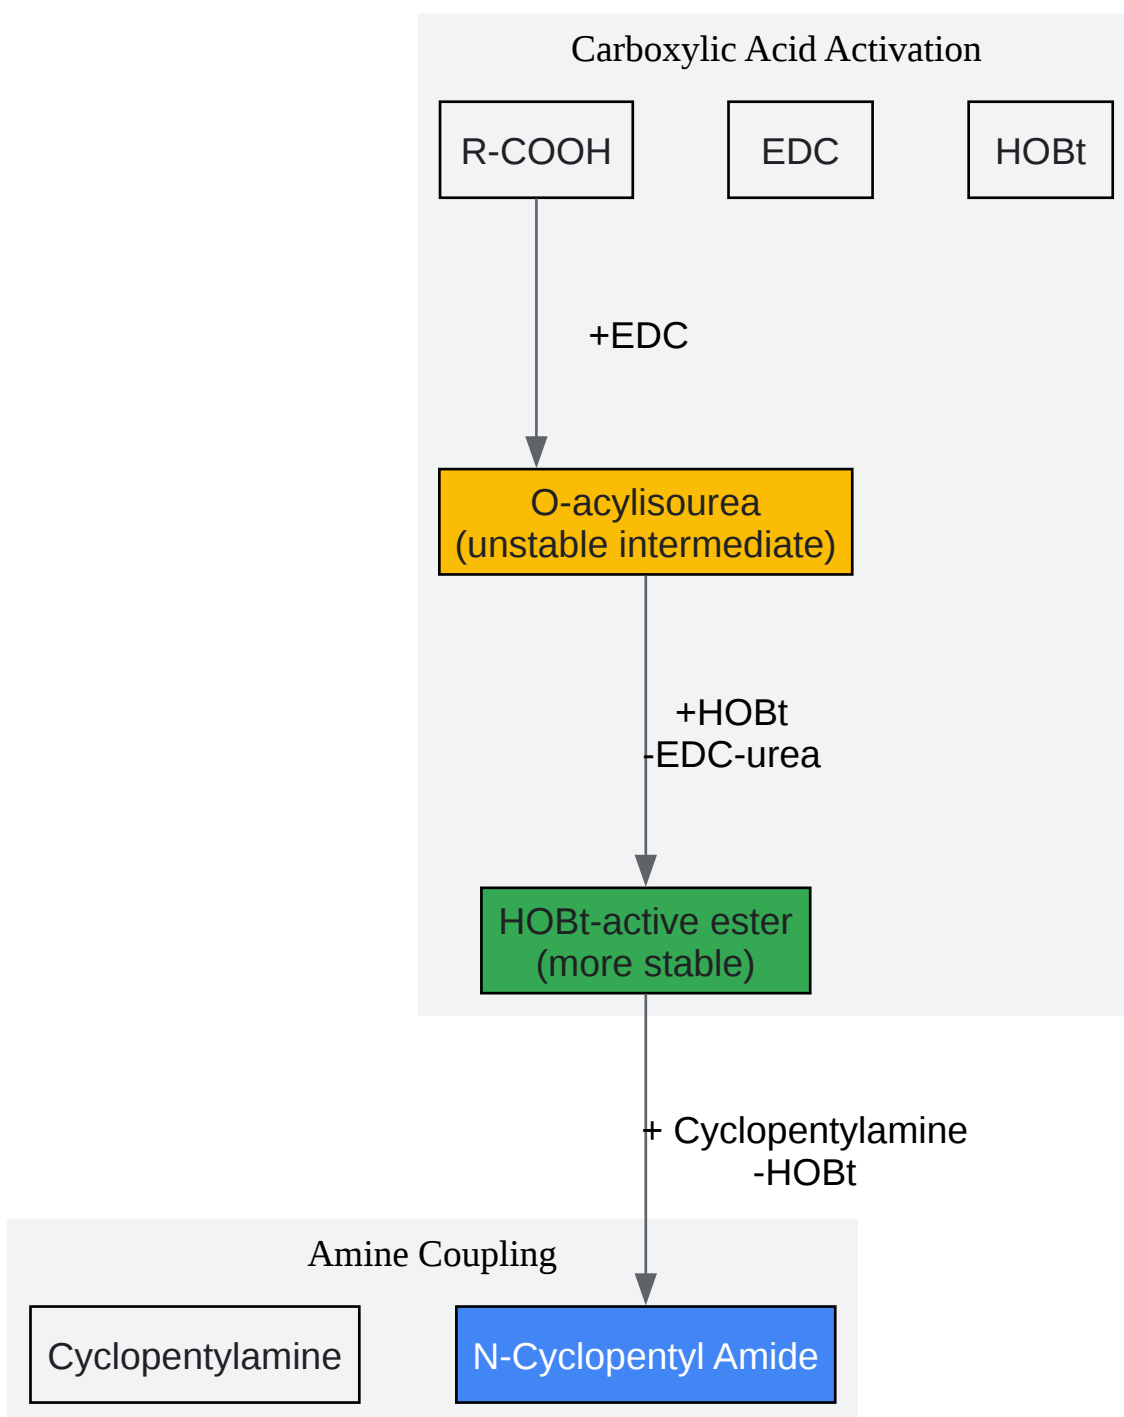 Carboxylic Acid Activation
R-COOH
EDC
HOBt
+EDC
O-acylisourea
(unstable intermediate)
+HOBt
-EDC-urea
HOBt-active ester
(more stable)
+ Cyclopentylamine
-HOBt
Amine Coupling
Cyclopentylamine
N-Cyclopentyl Amide